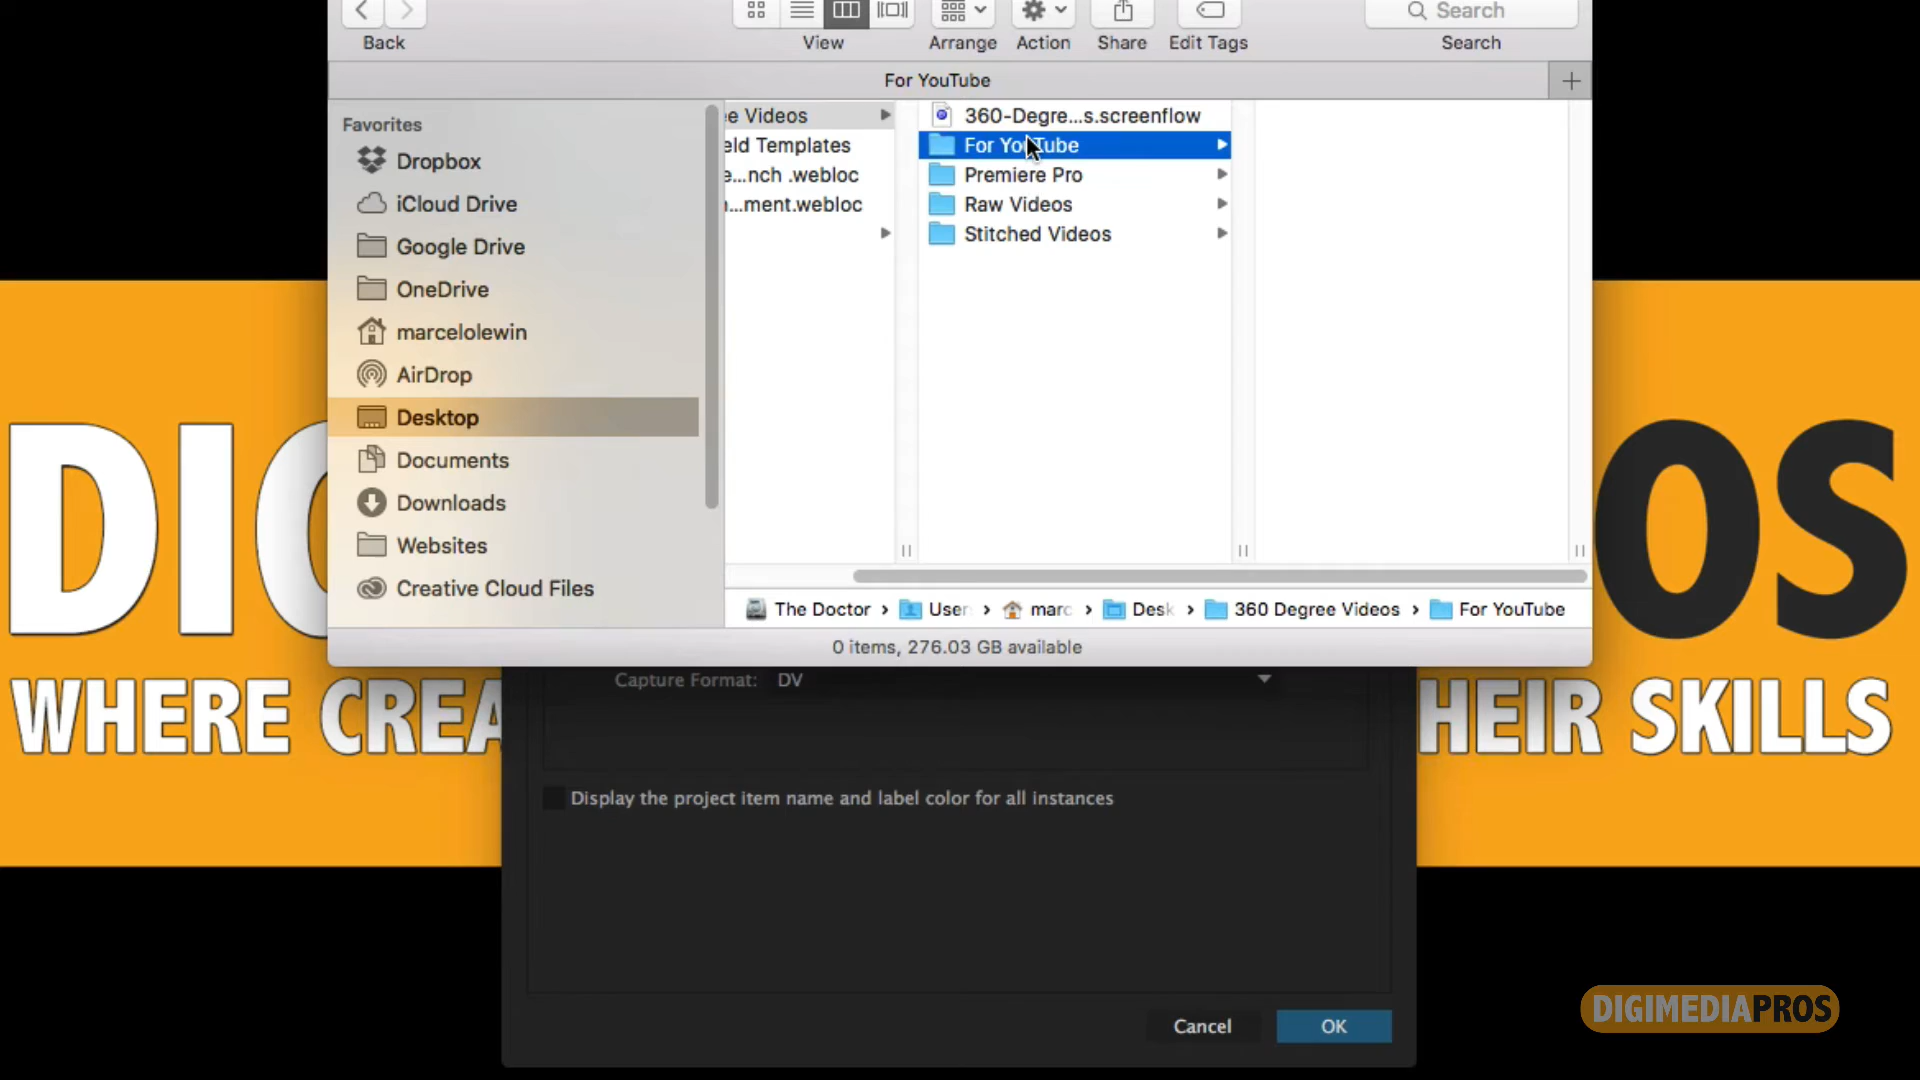 Search
Back
View
Arrange
Action
Share
Edit Tags
Search
For YouTube
Favorites
Dropbox
iCloud Drive
Google Drive
OneDrive
marcelolewin
AirDrop
Desktop
Documents
Downloads
Websites
Creative Cloud Files
e Videos
eld Templates
e...nch .webloc
...ment.webloc
360-Degre...s.screenflow
For YouTube
Premiere Pro
Raw Videos
Stitched Videos
The Doctor › User › marc › Desk › 360 Degree Videos › For YouTube
0 items, 276.03 GB available
Capture Format: DV
Display the project item name and label color for all instances
Cancel
OK
DIG
OS
WHERE CREA
HEIR SKILLS
DIGIMEDIAPROS